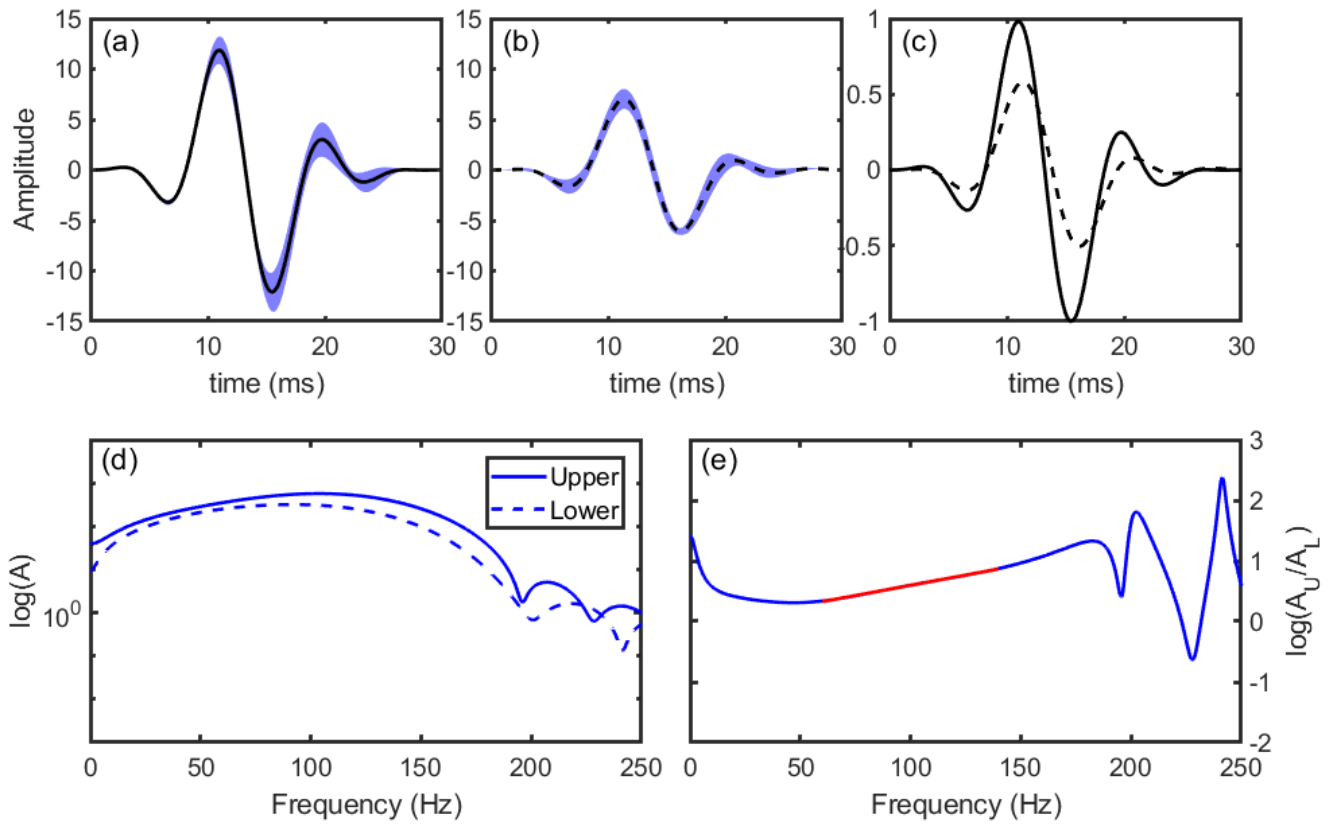 (a)
15
10
5
0
-5
-10
-15
Amplitude
0 10 20 30
time (ms)
(b)
15
10
5
0
-5
-10
-15
0 10 20 30
time (ms)
(c)
1
0.5
0
-0.5
-1
0 10 20 30
time (ms)
(d)
Upper
Lower
log(A)
10^0
0 50 100 150 200 250
Frequency (Hz)
(e)
3
2
1
0
-1
-2
log(A_U/A_L)
0 50 100 150 200 250
Frequency (Hz)